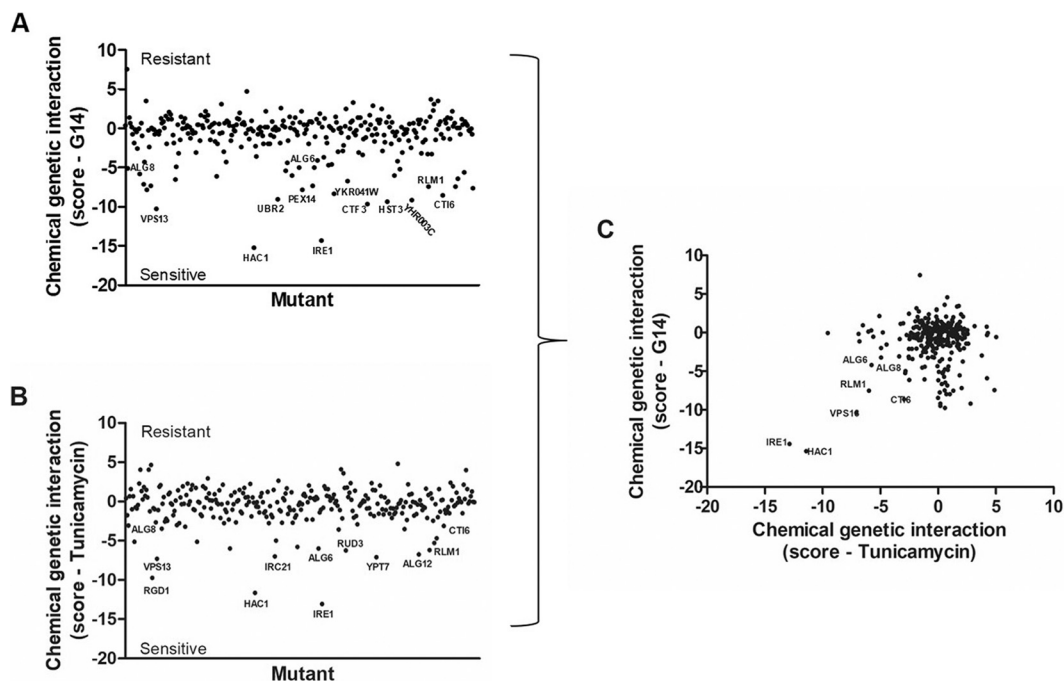 A
Chemical genetic interaction
(score - G14)
10
5
0
-5
-10
-15
-20
Resistant
ALG8
VPS13
UBR2
HAC1
PEX14
ALG6
IRE1
YKR041W
CTF3
HST3
YHR003C
RLM1
CTI6
Sensitive
Mutant
B
Chemical genetic interaction
(score - Tunicamycin)
10
5
0
-5
-10
-15
-20
Resistant
ALG8
VPS13
RGD1
HAC1
IRC21
ALG6
IRE1
RUD3
YPT7
ALG12
RLM1
CTI6
Sensitive
Mutant
C
Chemical genetic interaction
(score - G14)
10
5
0
-5
-10
-15
-20
ALG6
ALG8
RLM1
CTI6
IRE1
HAC1
-20
-15
-10
-5
0
5
10
Chemical genetic interaction
(score - Tunicamycin)